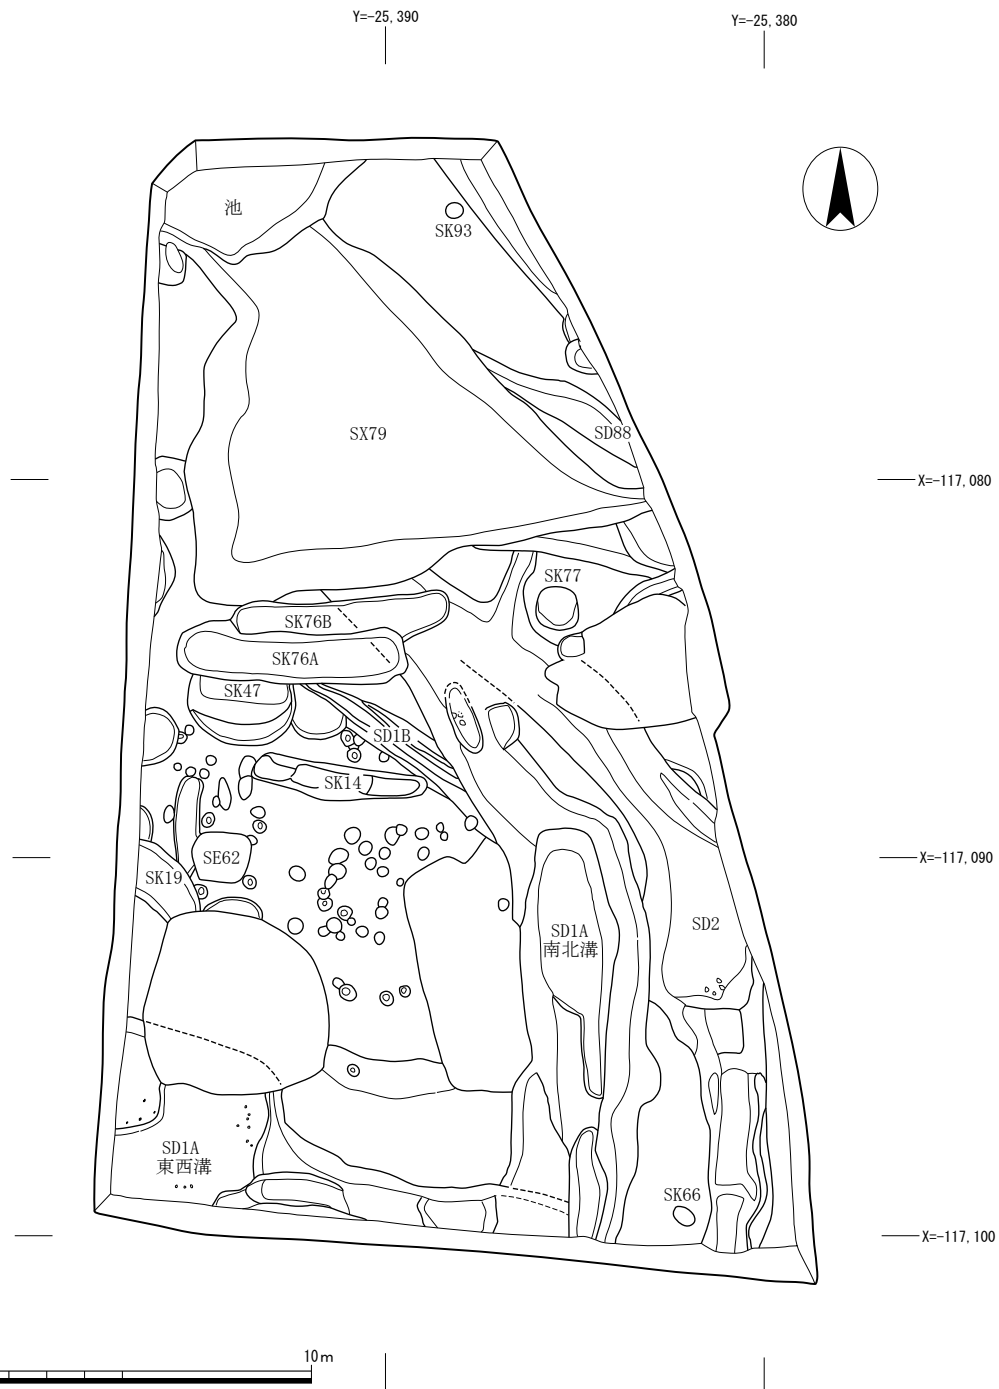 Y=-25,390
Y=-25,380
池
SK93
SX79
SD88
X=-117,080
SK77
SK76B
SK76A
SK47
SD1B
SK14
SE62
SK19
X=-117,090
SD2
SD1A
南北溝
SD1A
東西溝
SK66
X=-117,100
10m